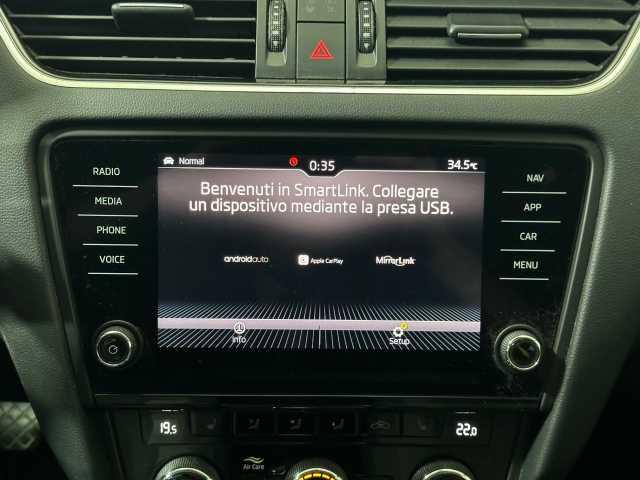 Normal 0:35 34.5°C
Benvenuti in SmartLink. Collegare
un dispositivo mediante la presa USB.
androidauto Apple CarPlay MirrorLink
Info Setup
RADIO
MEDIA
PHONE
VOICE
NAV
APP
CAR
MENU
19.5 22.0
Air Care